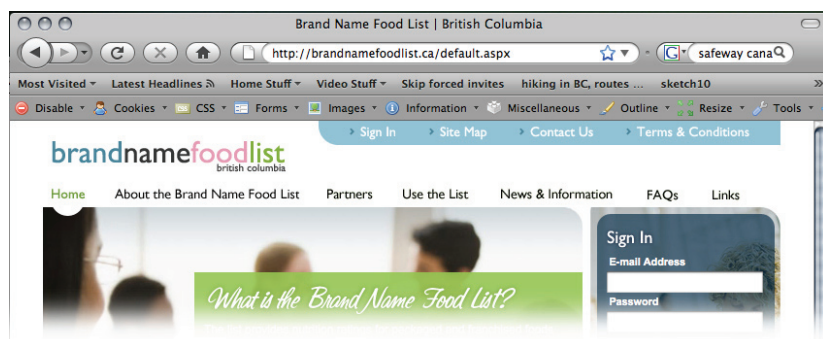 Brand Name Food List | British Columbia
http://brandnamefoodlist.ca/default.aspx
G
safeway cana
Most Visited
Latest Headlines
Home Stuff
Video Stuff
Skip forced invites
hiking in BC, routes ...
sketch10
»
Disable
Cookies
CSS
Forms
Images
Information
Miscellaneous
Outline
Resize
Tools
› Sign In
› Site Map
› Contact Us
› Terms & Conditions
brandnamefoodlist
british columbia
Home
About the Brand Name Food List
Partners
Use the List
News & Information
FAQs
Links
What is the Brand Name Food List?
Sign In
E-mail Address
Password